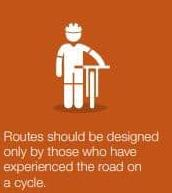 Routes should be designed
only by those who have
experienced the road on
a cycle.